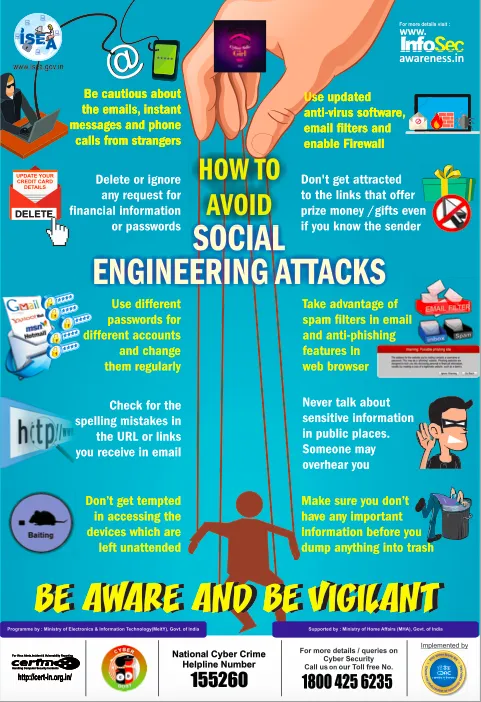 For more details visit :
www.
InfoSec
awareness.in
ISEA
www.isea.gov.in
@
Be cautious about
the emails, instant
messages and phone
calls from strangers
Use updated
anti-virus software,
email filters and
enable Firewall
HOW TO
AVOID
SOCIAL
ENGINEERING ATTACKS
UPDATE YOUR
CREDIT CARD
DETAILS
DELETE
Delete or ignore
any request for
financial information
or passwords
Don't get attracted
to the links that offer
prize money /gifts even
if you know the sender
Gmail
msn
Hotmail
Use different
passwords for
different accounts
and change
them regularly
Take advantage of
spam filters in email
and anti-phishing
features in
web browser
EMAIL FILTER
Inbox
Spam
http://ww
Check for the
spelling mistakes in
the URL or links
you receive in email
Never talk about
sensitive information
in public places.
Someone may
overhear you
Baiting
Don't get tempted
in accessing the
devices which are
left unattended
Make sure you don't
have any important
Information before you
dump anything into trash
BE AWARE AND BE VIGILANT
Programme by : Ministry of Electronics & Information Technology(MeitY), Govt. of India
Supported by : Ministry of Home Affairs (MHA), Govt. of India
http://cert-in.org.in/
CYBER
DOST
National Cyber Crime
Helpline Number
155260
For more details / queries on
Cyber Security
Call us on our Toll free No.
1800 425 6235
Implemented by